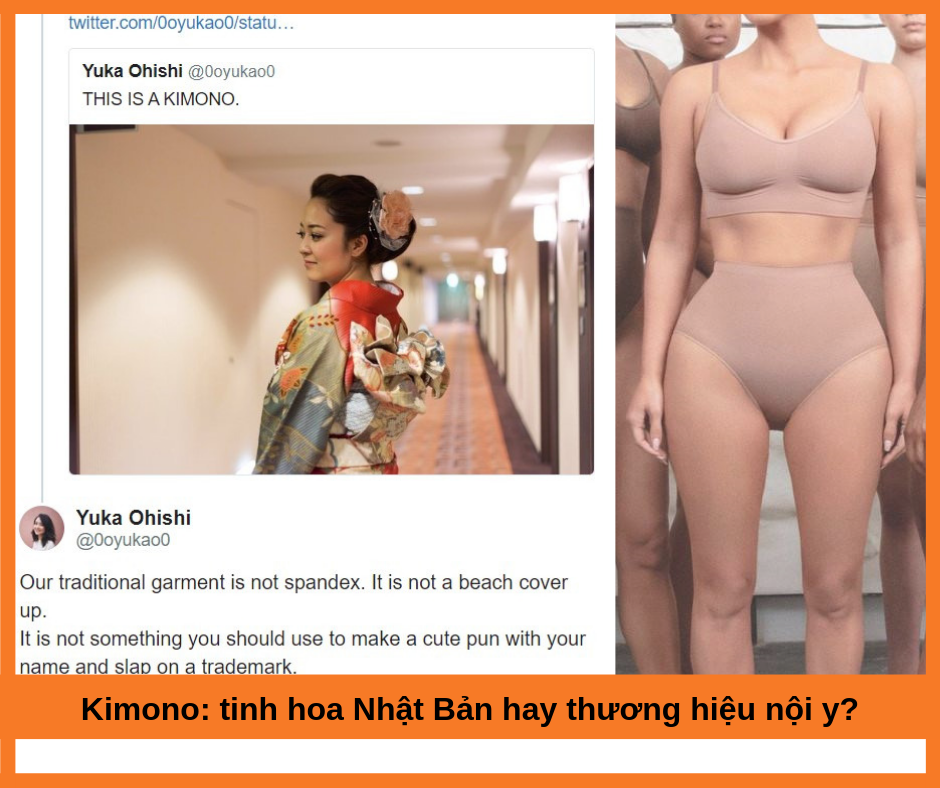 twitter.com/0oyukao0/statu…
Yuka Ohishi @0oyukao0
THIS IS A KIMONO.
Yuka Ohishi
@0oyukao0
Our traditional garment is not spandex. It is not a beach cover
up.
It is not something you should use to make a cute pun with your
name and slap on a trademark.
Kimono: tinh hoa Nhật Bản hay thương hiệu nội y?